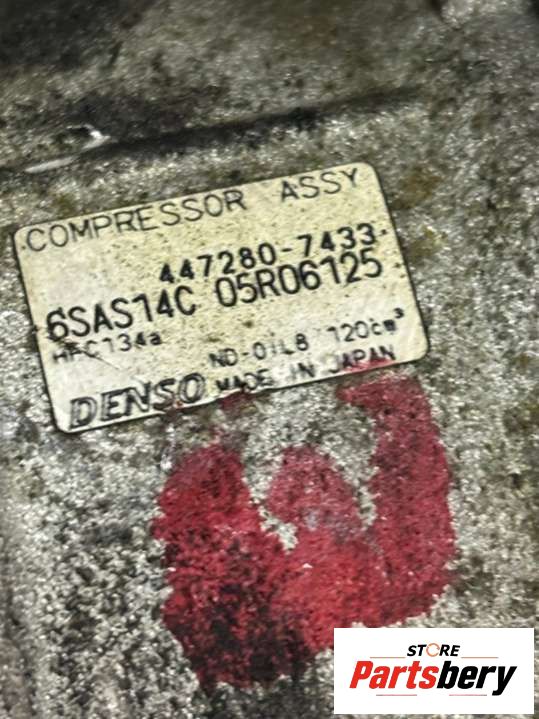 COMPRESSOR ASSY
447280-7433
6SAS14C 05R06125
HFC134a ND-OIL8 120cm³
DENSO MADE IN JAPAN
STORE
Partsbery